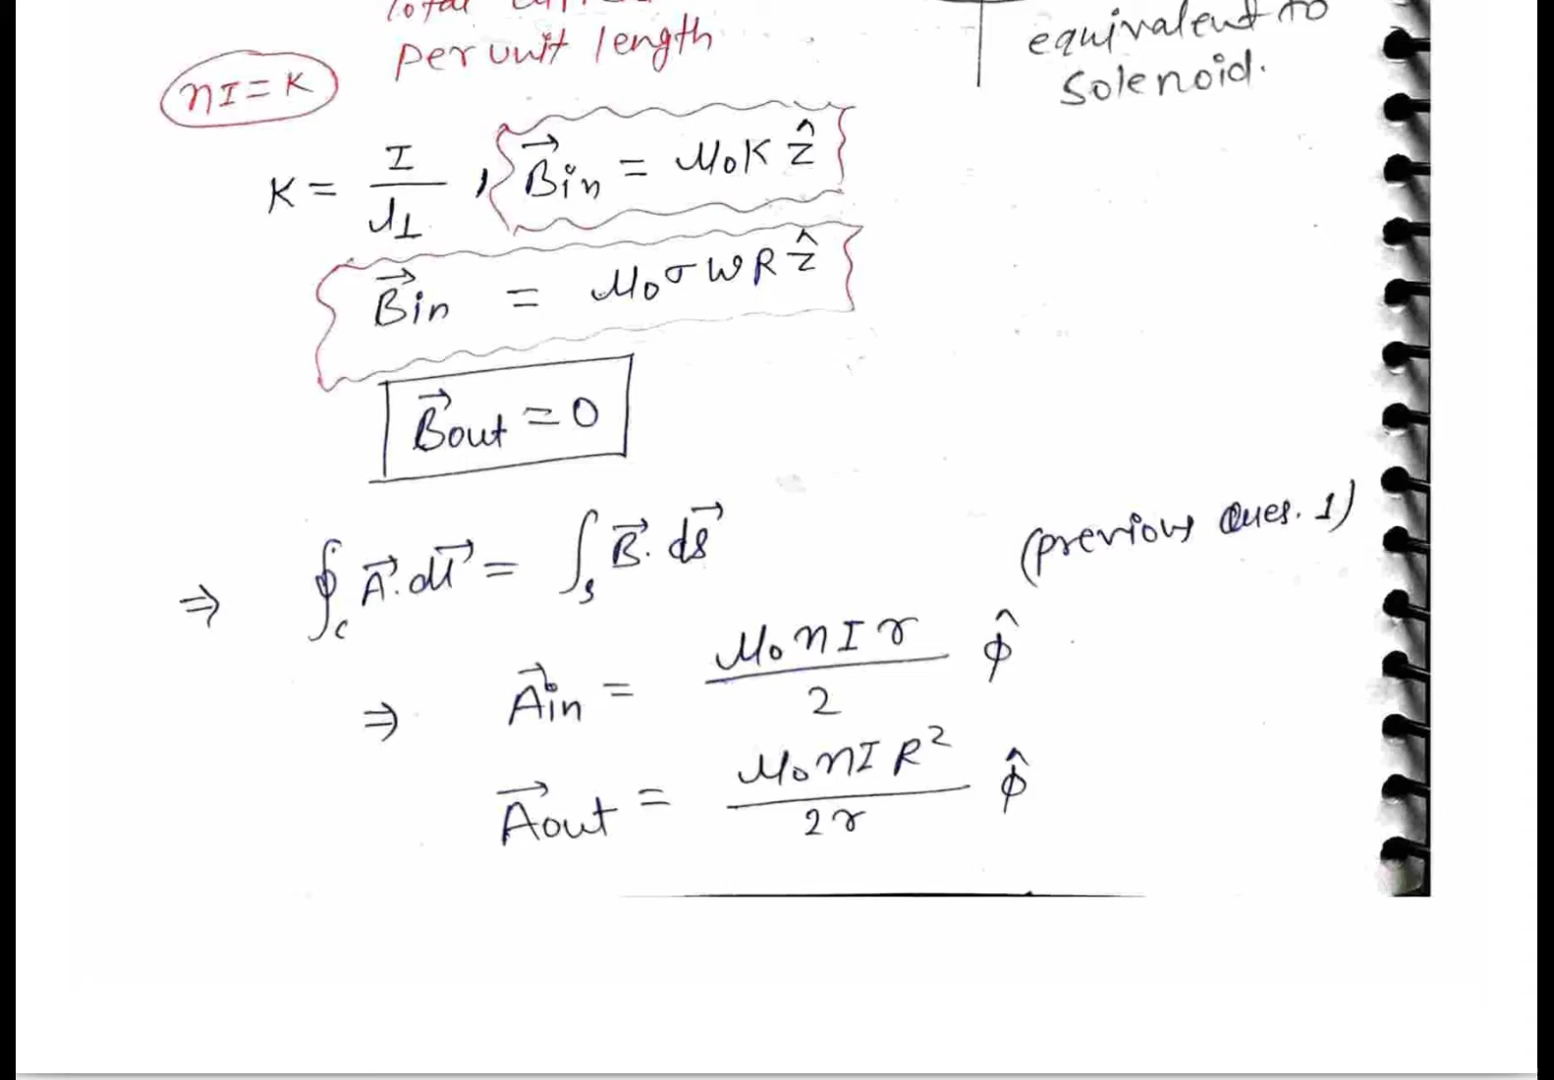 Total
per unit length
equivalent to
Solenoid.
nI = K
K = I / l⊥ , B⃗in = μ₀K ẑ
B⃗in = μ₀σωR ẑ
B⃗out = 0
⇒ ∮c A⃗.dl⃗ = ∫s B⃗.ds⃗ (previous Ques. 1)
⇒ A⃗in = μ₀nIr / 2 ϕ̂
A⃗out = μ₀nIR² / 2r ϕ̂